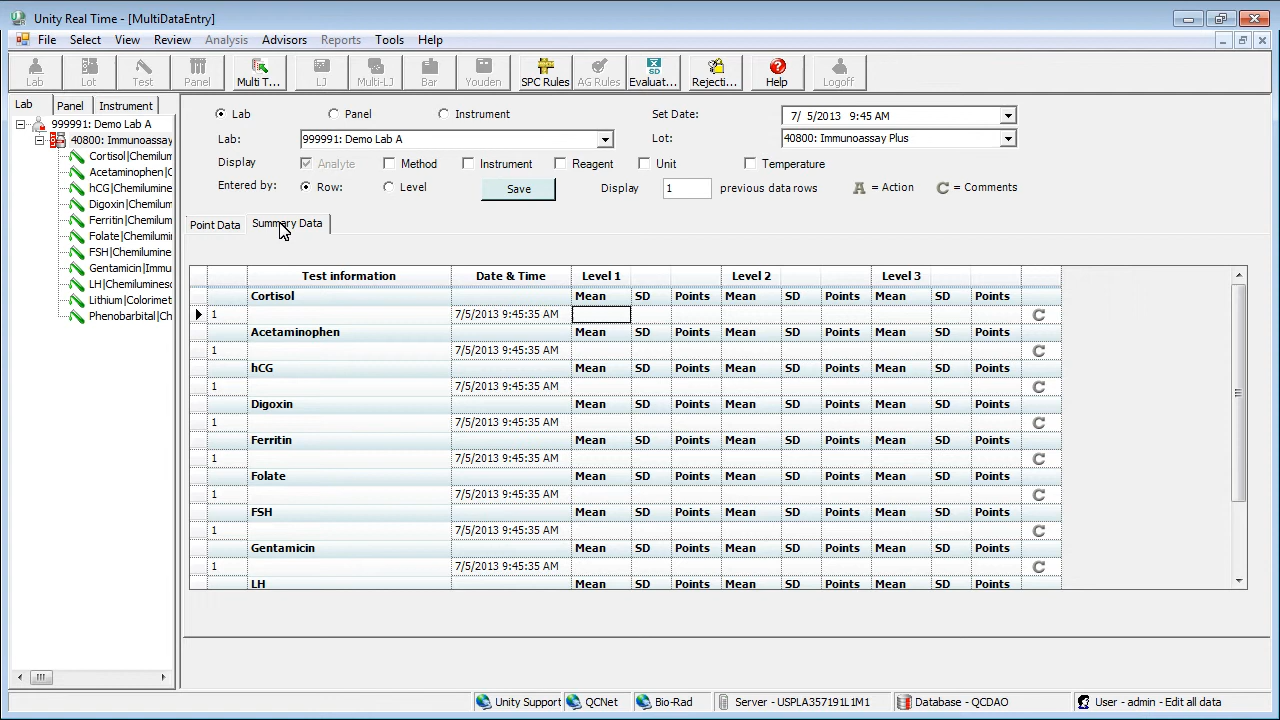 Unity Real Time - [MultiDataEntry]
File Select View Review Analysis Advisors Reports Tools Help
Lab Lot Test Panel Multi T... LJ Multi-LJ Bar Youden SPC Rules AG Rules Evaluat... Rejecti... Help Logoff
Lab Panel Instrument
999991: Demo Lab A
40800: Immunoassay
Cortisol|Chemilum
Acetaminophen|C
hCG|Chemilumine
Digoxin|Chemilum
Ferritin|Chemilum
Folate|Chemilumi
FSH|Chemilumine
Gentamicin|Immu
LH|Chemilumines
Lithium|Colorimet
Phenobarbital|Ch
Lab Panel Instrument Set Date: 7/ 5/2013 9:45 AM
Lab: 999991: Demo Lab A Lot: 40800: Immunoassay Plus
Display Analyte Method Instrument Reagent Unit Temperature
Entered by: Row: Level Save Display 1 previous data rows A = Action C = Comments
Point Data Summary Data
Test information Date & Time Level 1 Level 2 Level 3
Cortisol Mean SD Points Mean SD Points Mean SD Points
1 7/5/2013 9:45:35 AM C
Acetaminophen Mean SD Points Mean SD Points Mean SD Points
1 7/5/2013 9:45:35 AM C
hCG Mean SD Points Mean SD Points Mean SD Points
1 7/5/2013 9:45:35 AM C
Digoxin Mean SD Points Mean SD Points Mean SD Points
1 7/5/2013 9:45:35 AM C
Ferritin Mean SD Points Mean SD Points Mean SD Points
1 7/5/2013 9:45:35 AM C
Folate Mean SD Points Mean SD Points Mean SD Points
1 7/5/2013 9:45:35 AM C
FSH Mean SD Points Mean SD Points Mean SD Points
1 7/5/2013 9:45:35 AM C
Gentamicin Mean SD Points Mean SD Points Mean SD Points
1 7/5/2013 9:45:35 AM C
LH Mean SD Points Mean SD Points Mean SD Points
Unity Support QCNet Bio-Rad Server - USPLA357191L1M1 Database - QCDAO User - admin - Edit all data